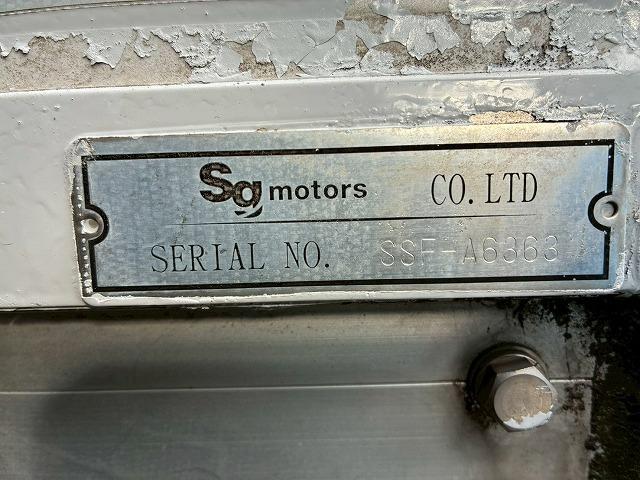 Sg motors CO.LTD
SERIAL NO. SSF-A6363